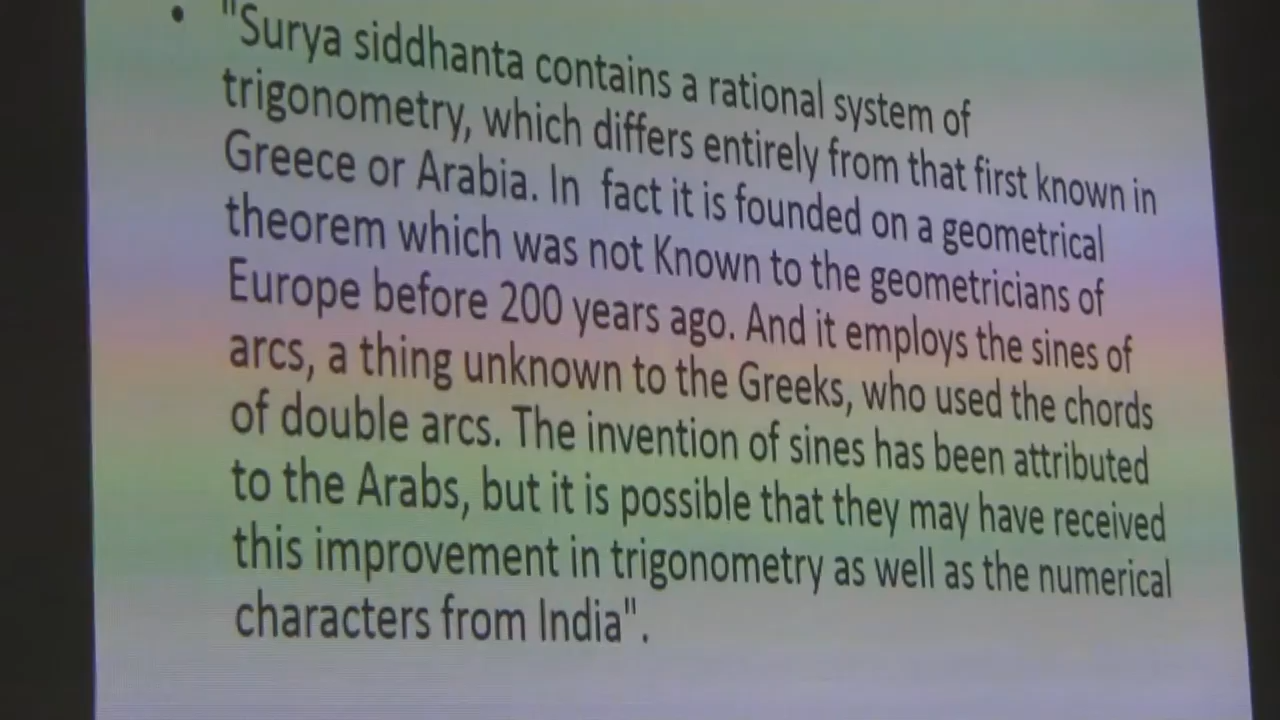 • "Surya siddhanta contains a rational system of
trigonometry, which differs entirely from that first known in
Greece or Arabia. In fact it is founded on a geometrical
theorem which was not Known to the geometricians of
Europe before 200 years ago. And it employs the sines of
arcs, a thing unknown to the Greeks, who used the chords
of double arcs. The invention of sines has been attributed
to the Arabs, but it is possible that they may have received
this improvement in trigonometry as well as the numerical
characters from India".